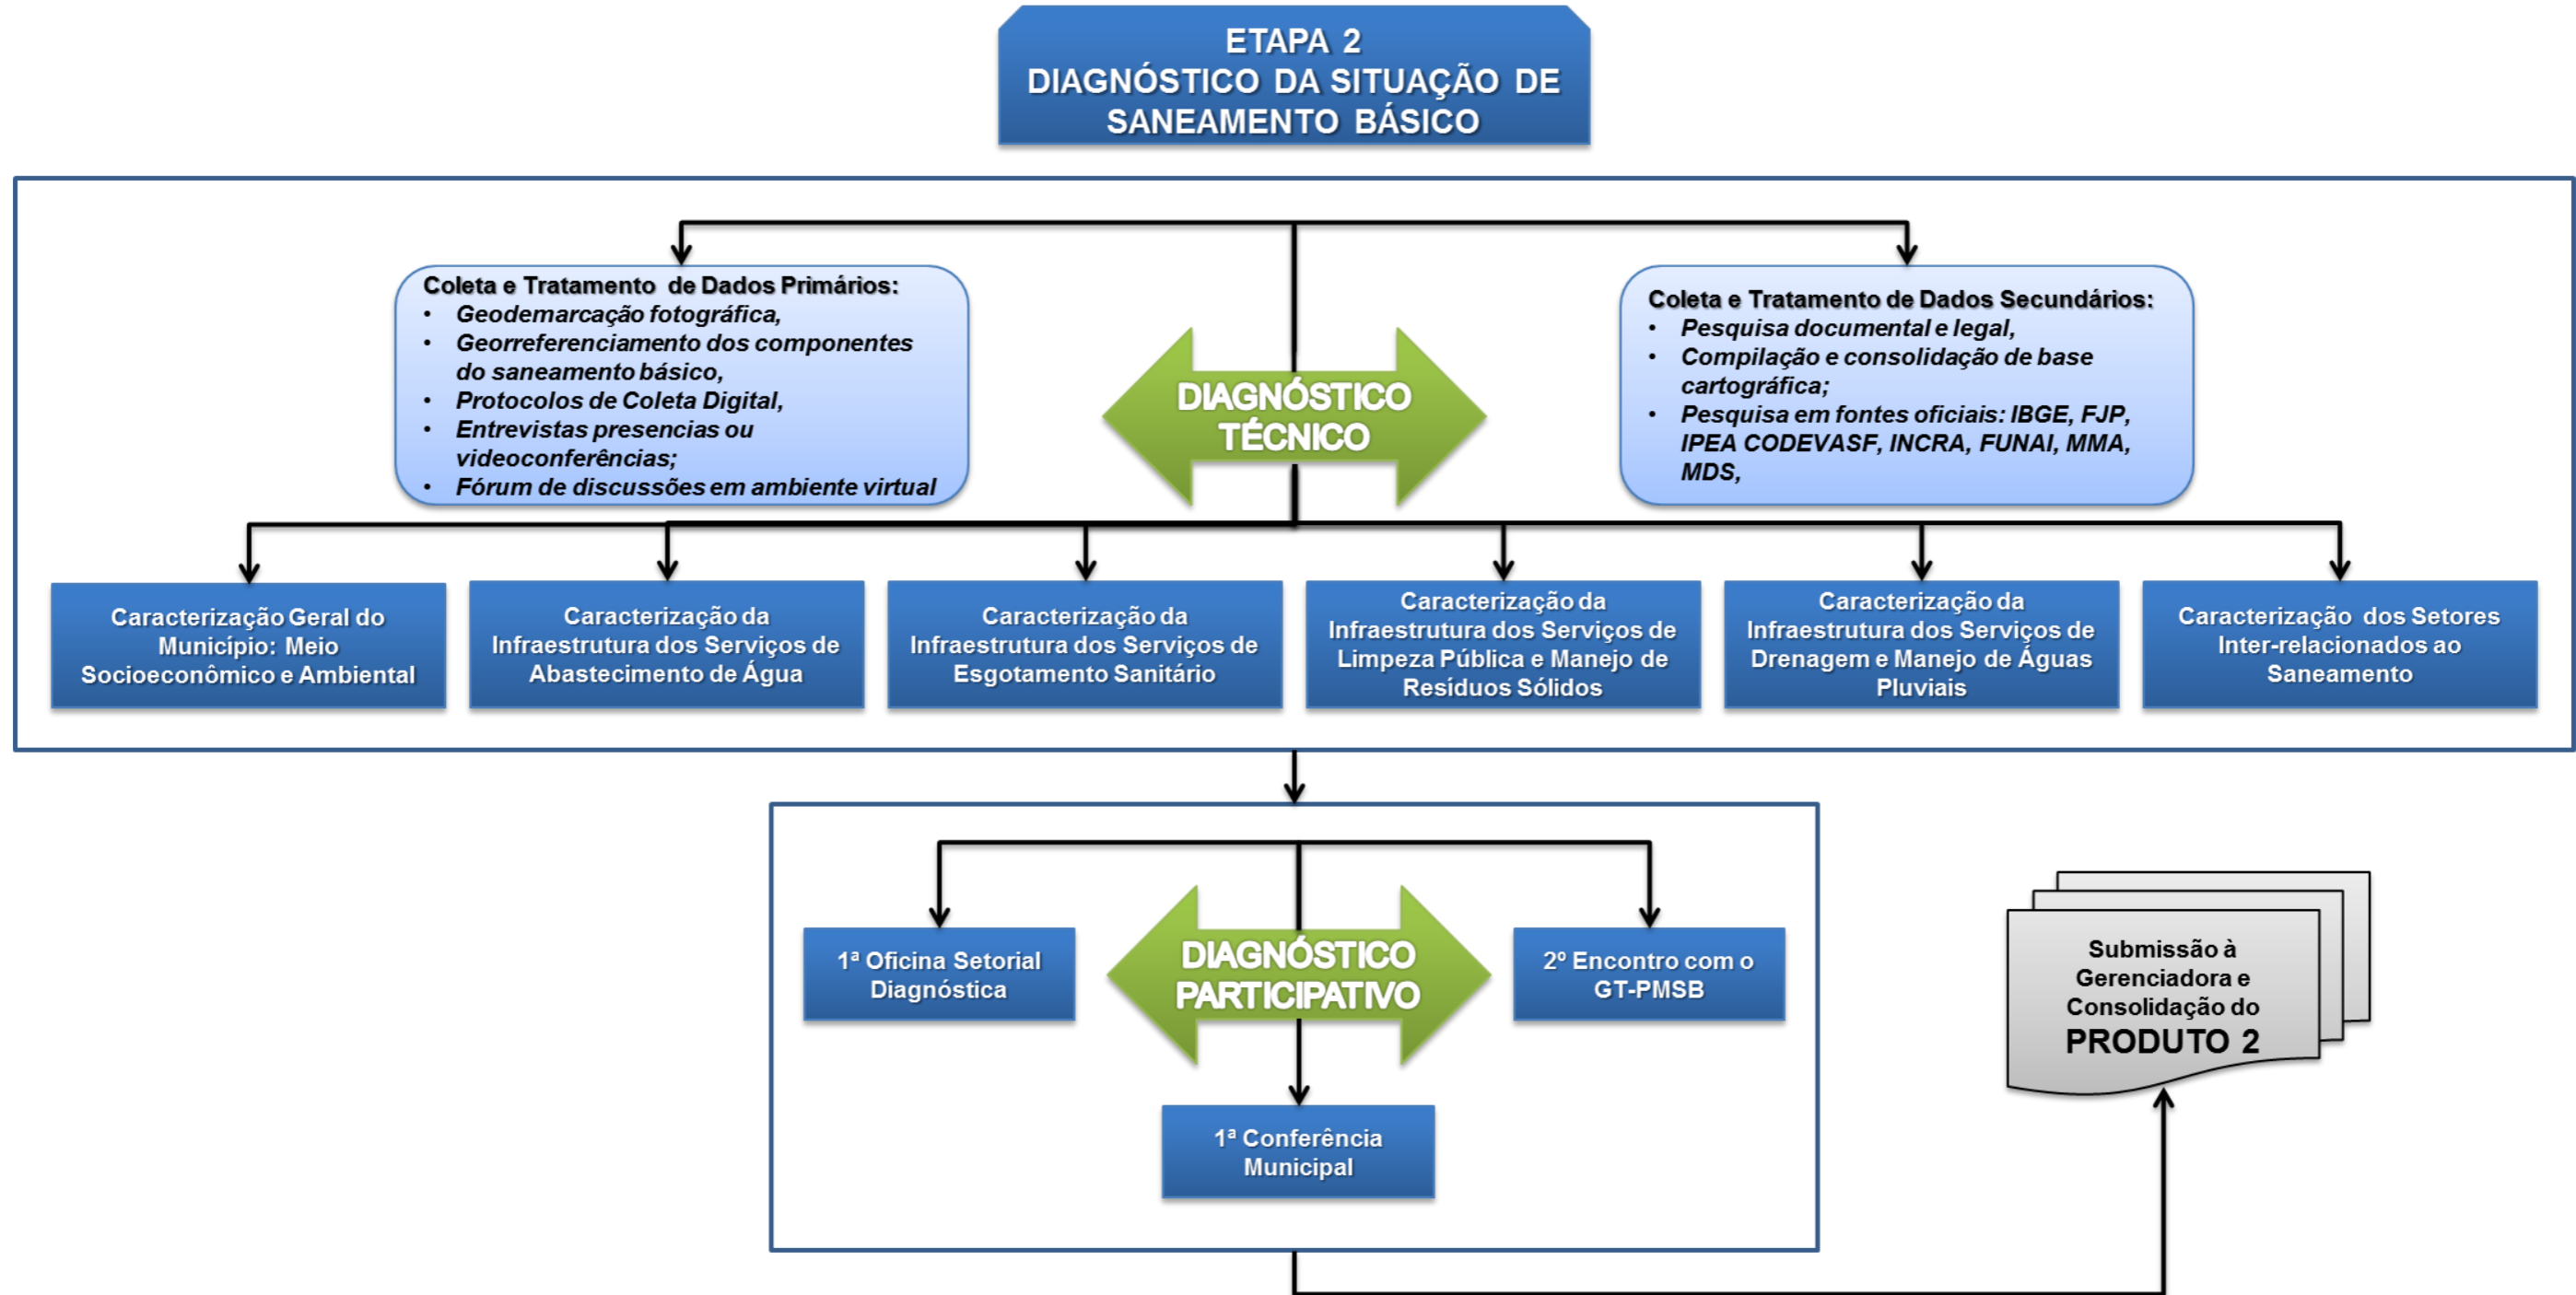 ETAPA 2
DIAGNÓSTICO DA SITUAÇÃO DE
SANEAMENTO BÁSICO
Coleta e Tratamento de Dados Primários:
• Geodemarcação fotográfica,
• Georreferenciamento dos componentes
do saneamento básico,
• Protocolos de Coleta Digital,
• Entrevistas presencias ou
videoconferências;
• Fórum de discussões em ambiente virtual
DIAGNÓSTICO
TÉCNICO
Coleta e Tratamento de Dados Secundários:
• Pesquisa documental e legal,
• Compilação e consolidação de base
cartográfica;
• Pesquisa em fontes oficiais: IBGE, FJP,
IPEA CODEVASF, INCRA, FUNAI, MMA,
MDS,
Caracterização Geral do
Município: Meio
Socioeconômico e Ambiental
Caracterização da
Infraestrutura dos Serviços de
Abastecimento de Água
Caracterização da
Infraestrutura dos Serviços de
Esgotamento Sanitário
Caracterização da
Infraestrutura dos Serviços de
Limpeza Pública e Manejo de
Resíduos Sólidos
Caracterização da
Infraestrutura dos Serviços de
Drenagem e Manejo de Águas
Pluviais
Caracterização dos Setores
Inter-relacionados ao
Saneamento
1ª Oficina Setorial
Diagnóstica
DIAGNÓSTICO
PARTICIPATIVO
2º Encontro com o
GT-PMSB
1ª Conferência
Municipal
Submissão à
Gerenciadora e
Consolidação do
PRODUTO 2